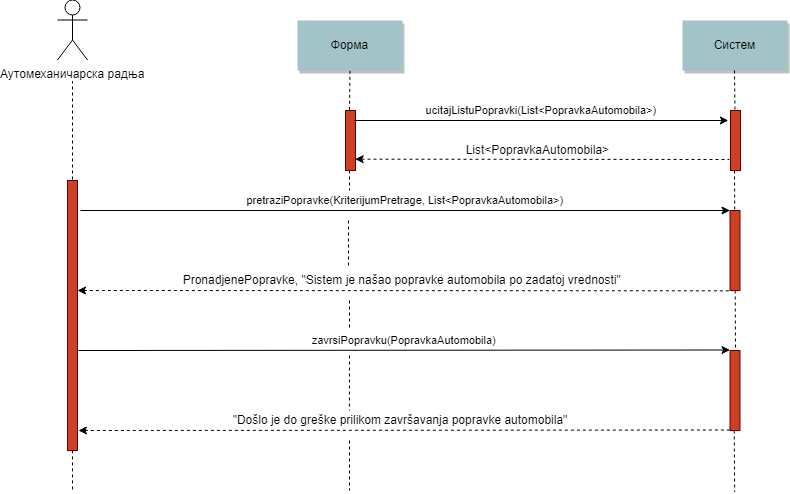 Форма
Систем
Аутомеханичарска радња
ucitajListuPopravki(List<PopravkaAutomobila>)
List<PopravkaAutomobila>
pretraziPopravke(KriterijumPretrage, List<PopravkaAutomobila>)
PronadjenePopravke, "Sistem je našao popravke automobila po zadatoj vrednosti"
zavrsiPopravku(PopravkaAutomobila)
"Došlo je do greške prilikom završavanja popravke automobila"